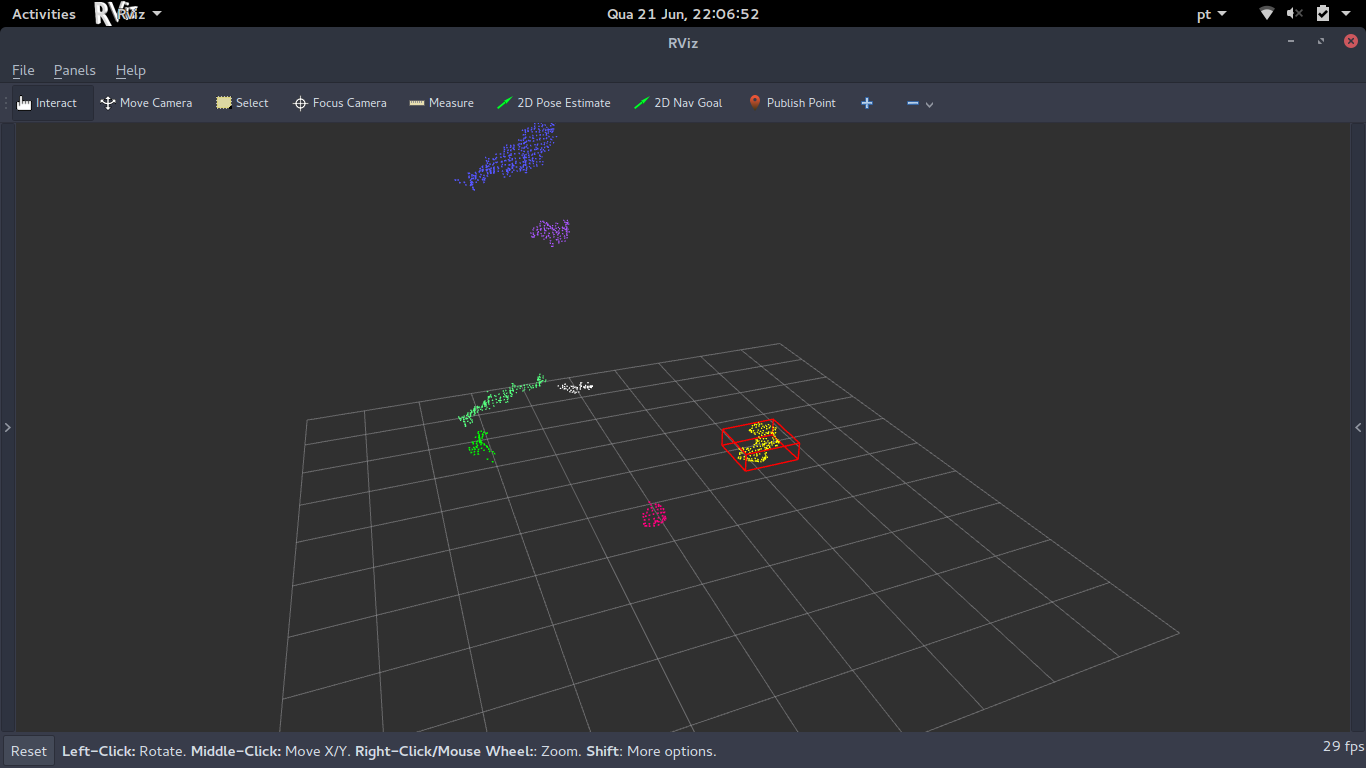 Activities RViz RViz Qua 21 Jun, 22:06:52 pt
RViz
File Panels Help
Interact Move Camera Select Focus Camera Measure 2D Pose Estimate 2D Nav Goal Publish Point
Reset Left-Click: Rotate. Middle-Click: Move X/Y. Right-Click/Mouse Wheel:: Zoom. Shift: More options. 29 fps